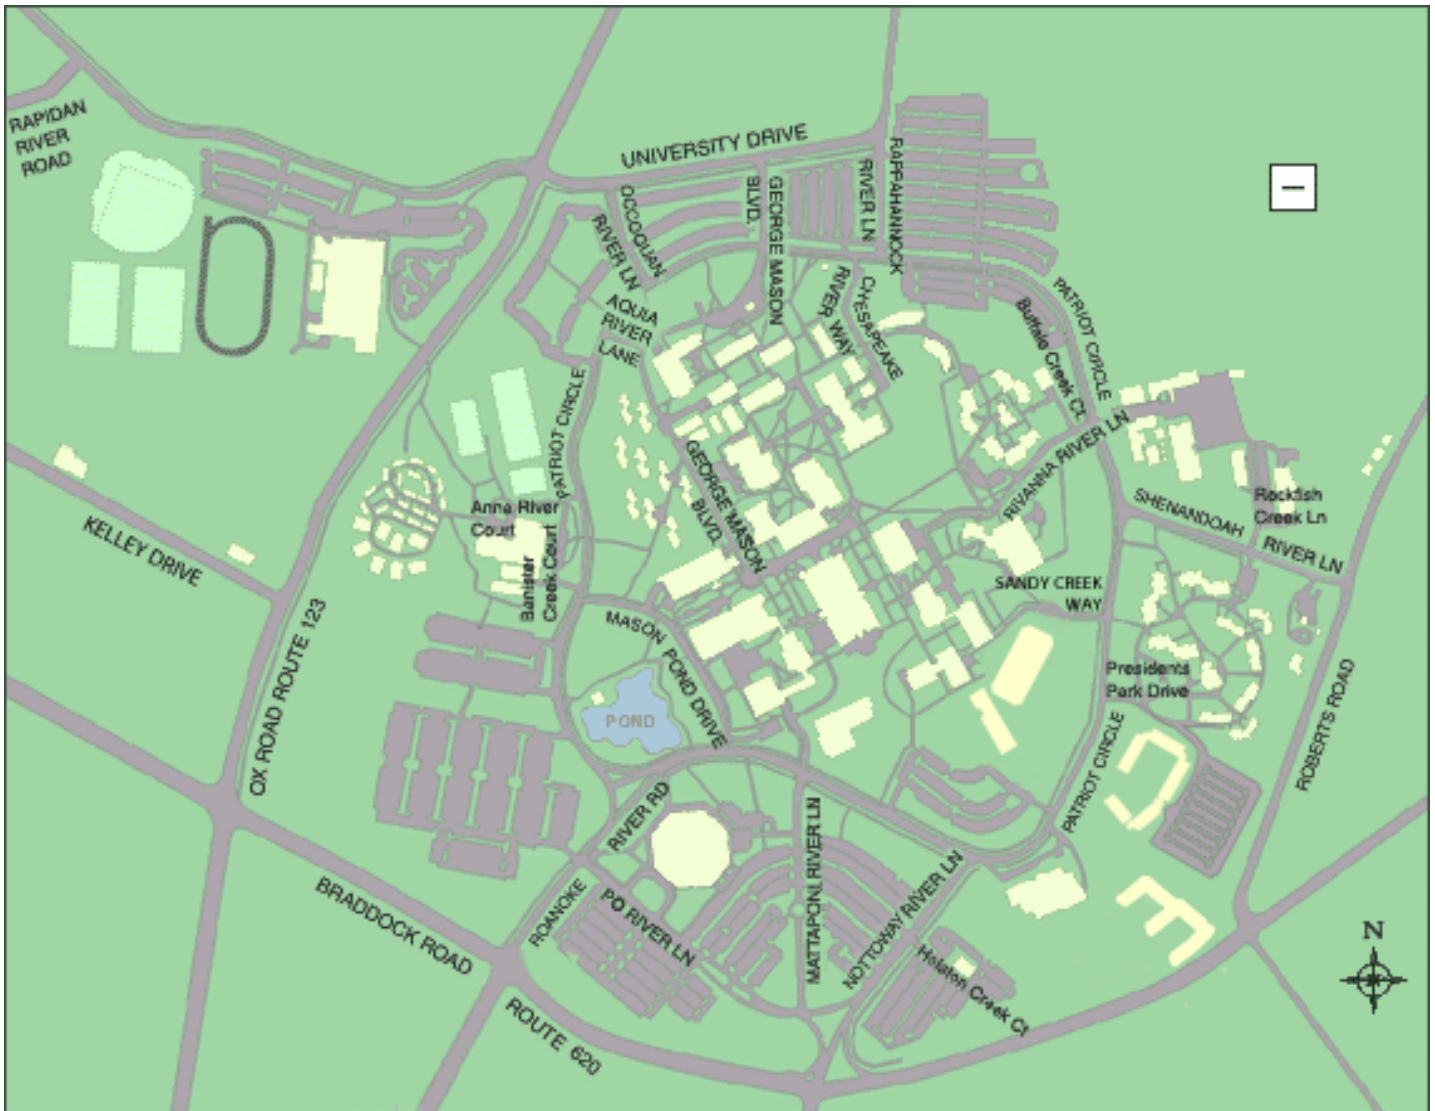 RAPIDAN
RIVER
ROAD
UNIVERSITY DRIVE
OCCOQUAN
RIVER LN
GEORGE MASON
BLVD.
RAPPAHANNOCK
RIVER LN
CHESAPEAKE
RIVER WAY
AQUIA
RIVER
LANE
PATRIOT CIRCLE
Buffalo Creek Ct
PATRIOT CIRCLE
RIVANNA RIVER LN
GEORGE MASON
BLVD.
Anna River
Court
Banister
Creek Court
KELLEY DRIVE
SHENANDOAH
RIVER LN
Rockfish
Creek Ln
SANDY CREEK
WAY
MASON POND DRIVE
POND
Presidents
Park Drive
OX ROAD ROUTE 123
ROBERTS ROAD
PATRIOT CIRCLE
ROANOKE
RIVER RD
PO RIVER LN
MATTAPONI RIVER LN
NOTTOWAY RIVER LN
Holston Creek Ct
BRADDOCK ROAD
ROUTE 620
N